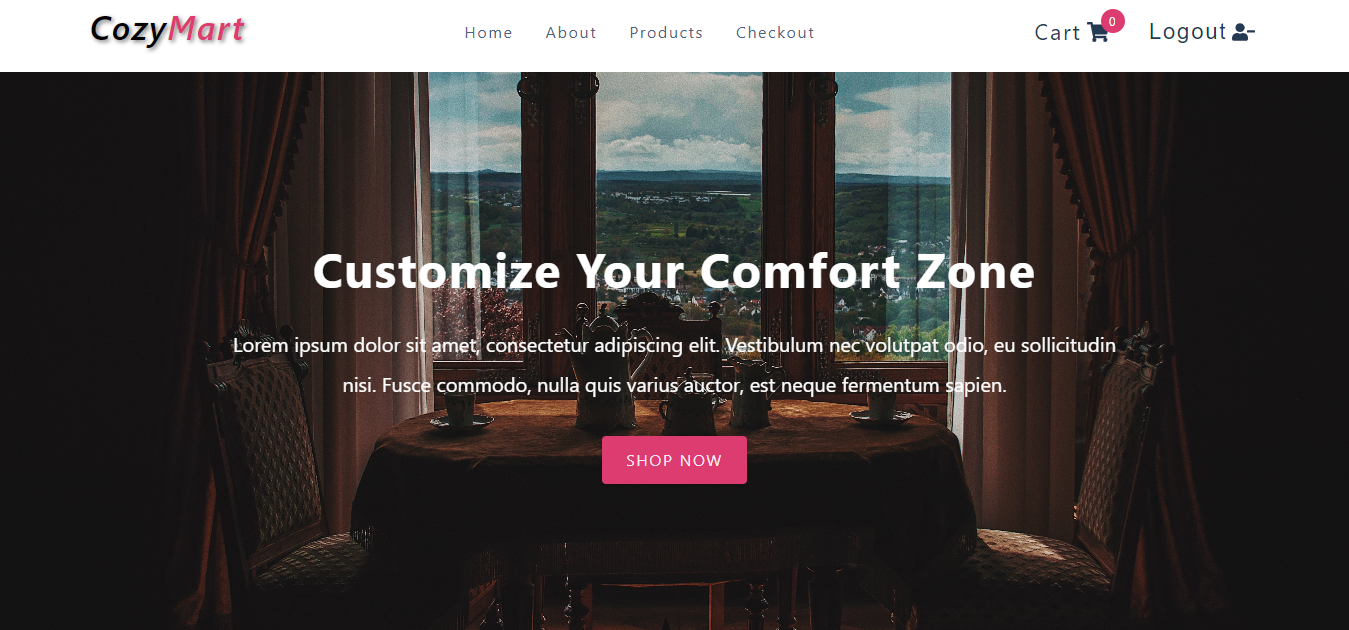 CozyMart
Home About Products Checkout
Cart 0 Logout
Customize Your Comfort Zone
Lorem ipsum dolor sit amet, consectetur adipiscing elit. Vestibulum nec volutpat odio, eu sollicitudin
nisi. Fusce commodo, nulla quis varius auctor, est neque fermentum sapien.
SHOP NOW